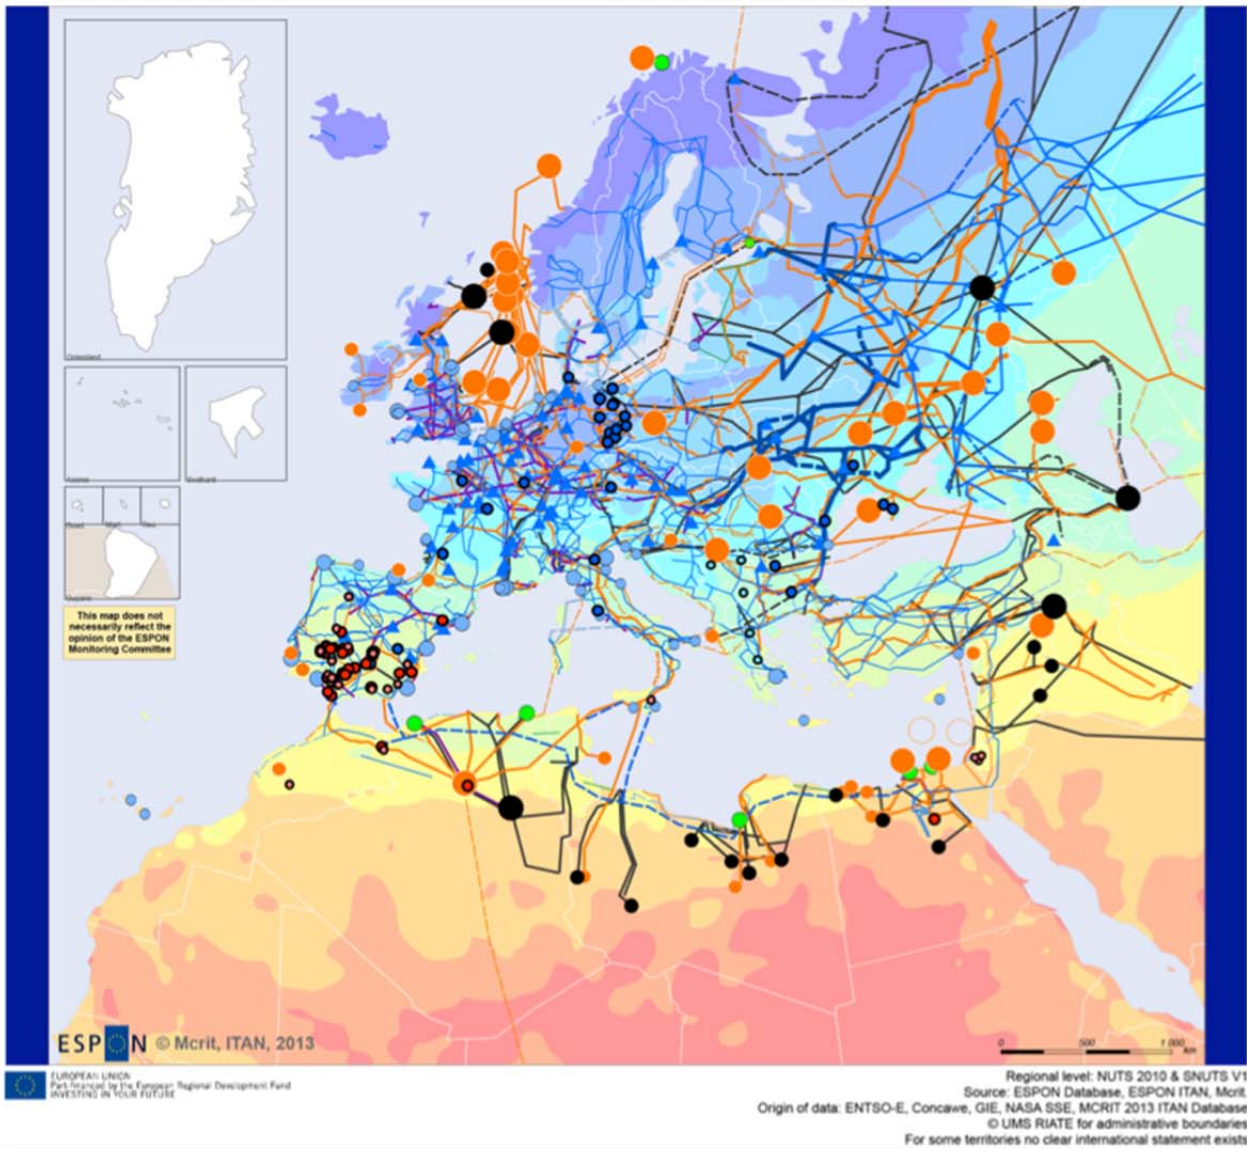 Greenland
This map does not
necessarily reflect the
opinion of the ESPON
Monitoring Committee
ESPON © Mcrit, ITAN, 2013
0 500 1 000
km
EUROPEAN UNION
Part-financed by the European Regional Development Fund
INVESTING IN YOUR FUTURE
Regional level: NUTS 2010 & SNUTS V1
Source: ESPON Database, ESPON ITAN, Mcrit.
Origin of data: ENTSO-E, Concawe, GIE, NASA SSE, MCRIT 2013 ITAN Database
© UMS RIATE for administrative boundaries
For some territories no clear international statement exists